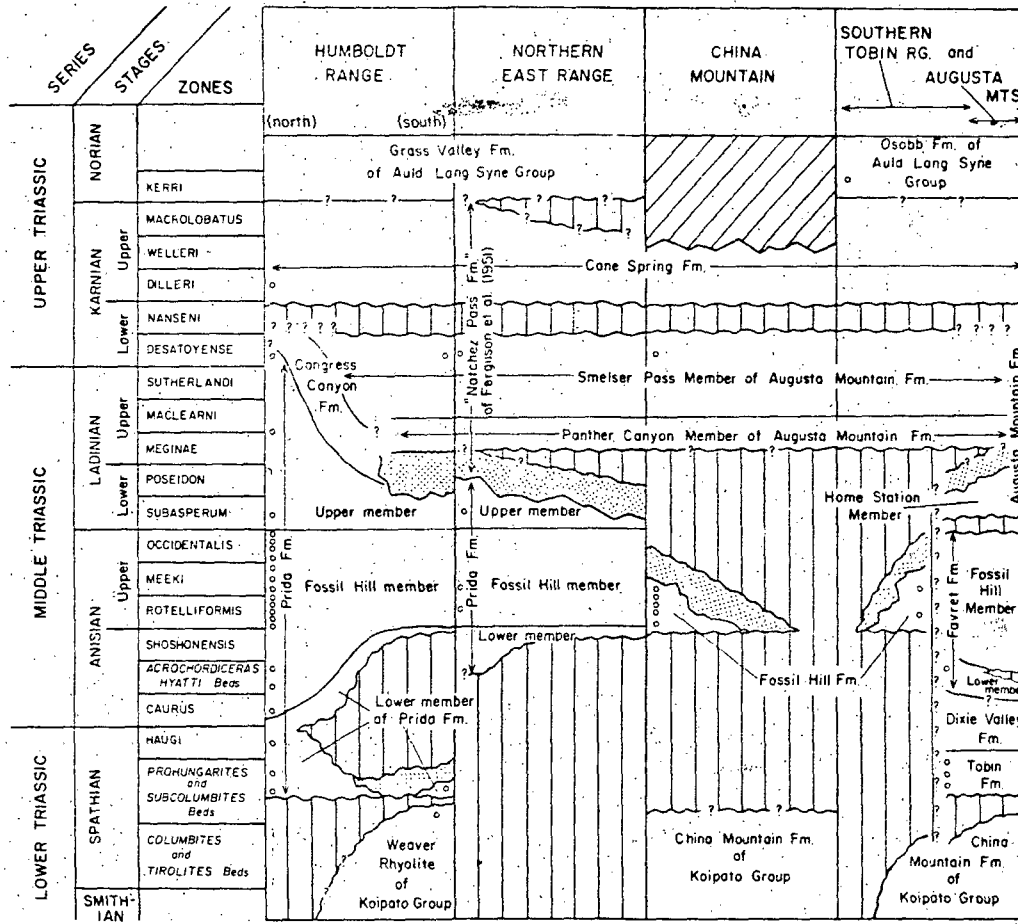 SERIES
STAGES
ZONES
HUMBOLDT
RANGE
NORTHERN
EAST RANGE
CHINA
MOUNTAIN
SOUTHERN
TOBIN RG. and
AUGUSTA
MTS
(north)
(south)
UPPER TRIASSIC
MIDDLE TRIASSIC
LOWER TRIASSIC
NORIAN
KARNIAN
Upper
Lower
LADINIAN
Upper
Lower
ANISIAN
Upper
SPATHIAN
SMITH-
IAN
KERRI
MACROLOBATUS
WELLERI
DILLERI
NANSENI
DESATOYENSE
SUTHERLANDI
MACLEARNI
MEGINAE
POSEIDON
SUBASPERUM
OCCIDENTALIS
MEEKI
ROTELLIFORMIS
SHOSHONENSIS
ACROCHORDICERAS
HYATTI Beds
CAURUS
HAUGI
PROHUNGARITES
and
SUBCOLUMBITES
Beds
COLUMBITES
and
TIROLITES Beds
Grass Valley Fm.
of Auld Lang Syne Group
Osobb Fm. of
Auld Lang Syne
Group
Cane Spring Fm.
"Natchez Pass Fm."
of Ferguson et al. (1951)
Congress
Canyon
Fm.
Smelser Pass Member of Augusta Mountain Fm.
Panther Canyon Member of Augusta Mountain Fm.
Augusta Mountain Fm.
Home Station
Member
Upper member
Upper member
Prida Fm.
Fossil Hill member
Prida Fm.
Fossil Hill member
Lower member
Fossil Hill Fm.
Favret Fm.
Fossil
Hill
Member
Lower
member
Lower member
of Prida Fm.
Dixie Valley
Fm.
Tobin
Fm.
Weaver
Rhyolite
of
Koipato Group
China Mountain Fm.
of
Koipato Group
China
Mountain Fm.
of
Koipato Group